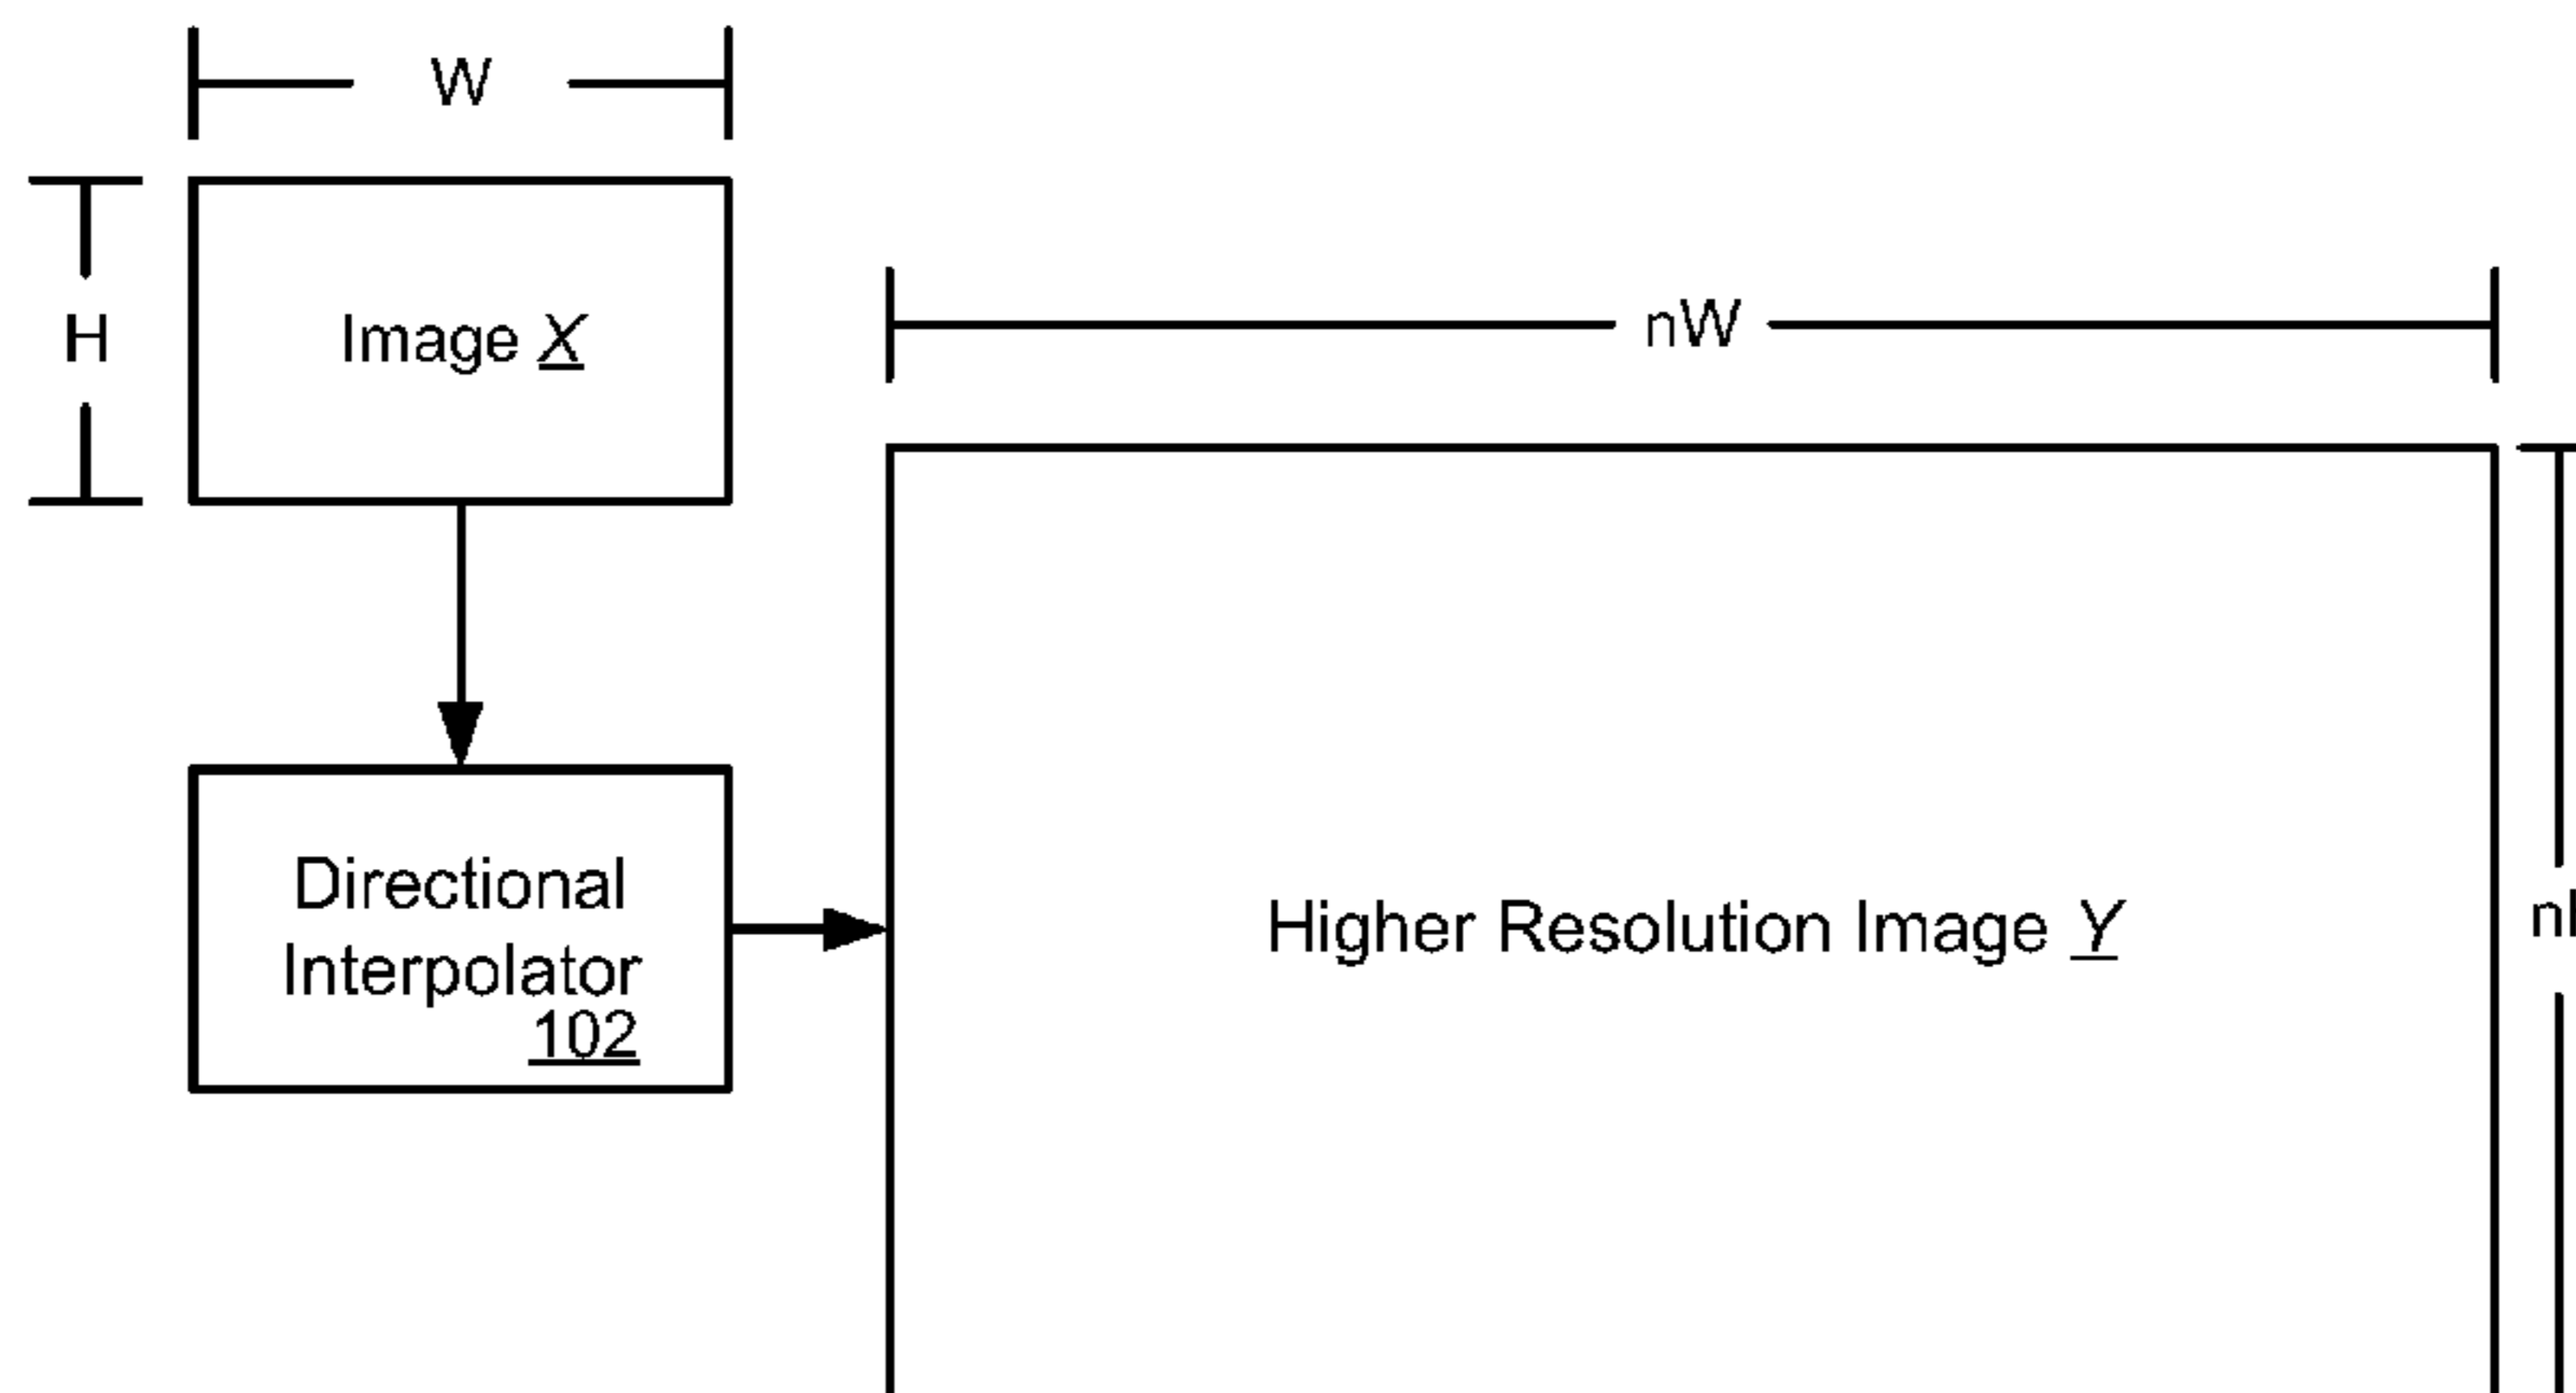 W
H
Image X
nW
Directional
Interpolator
102
Higher Resolution Image Y